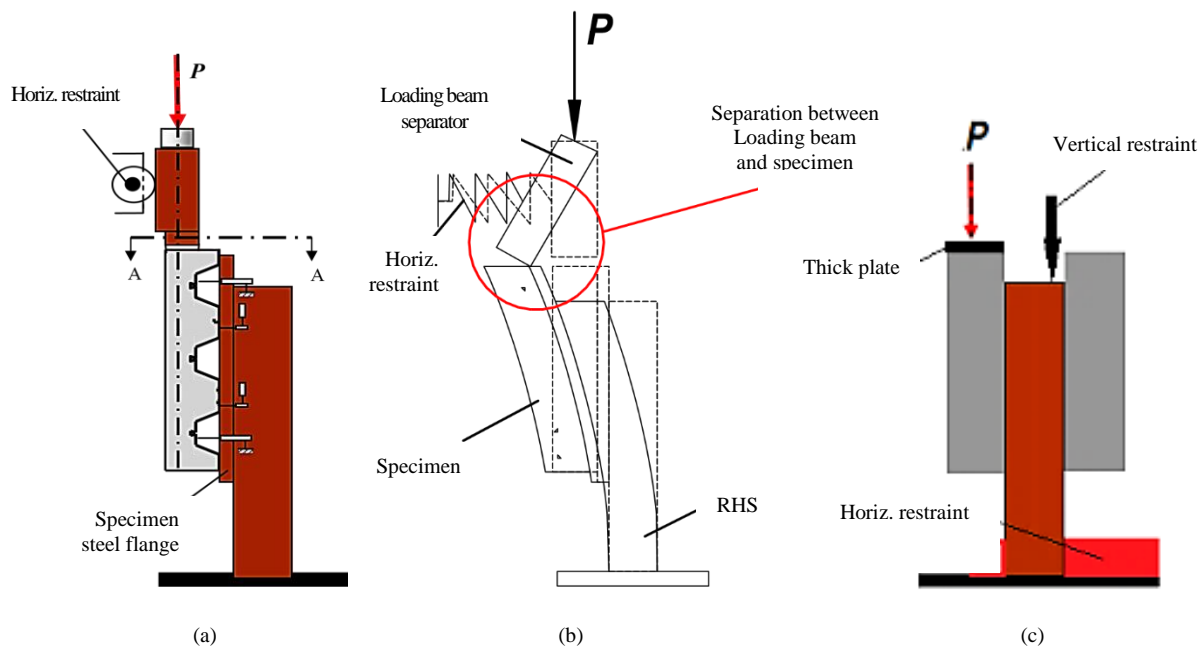 P
Horiz. restraint
A
A
Specimen
steel flange
(a)
P
Loading beam
separator
Separation between
Loading beam
and specimen
Horiz.
restraint
Specimen
RHS
(b)
P
Vertical restraint
Thick plate
Horiz. restraint
(c)